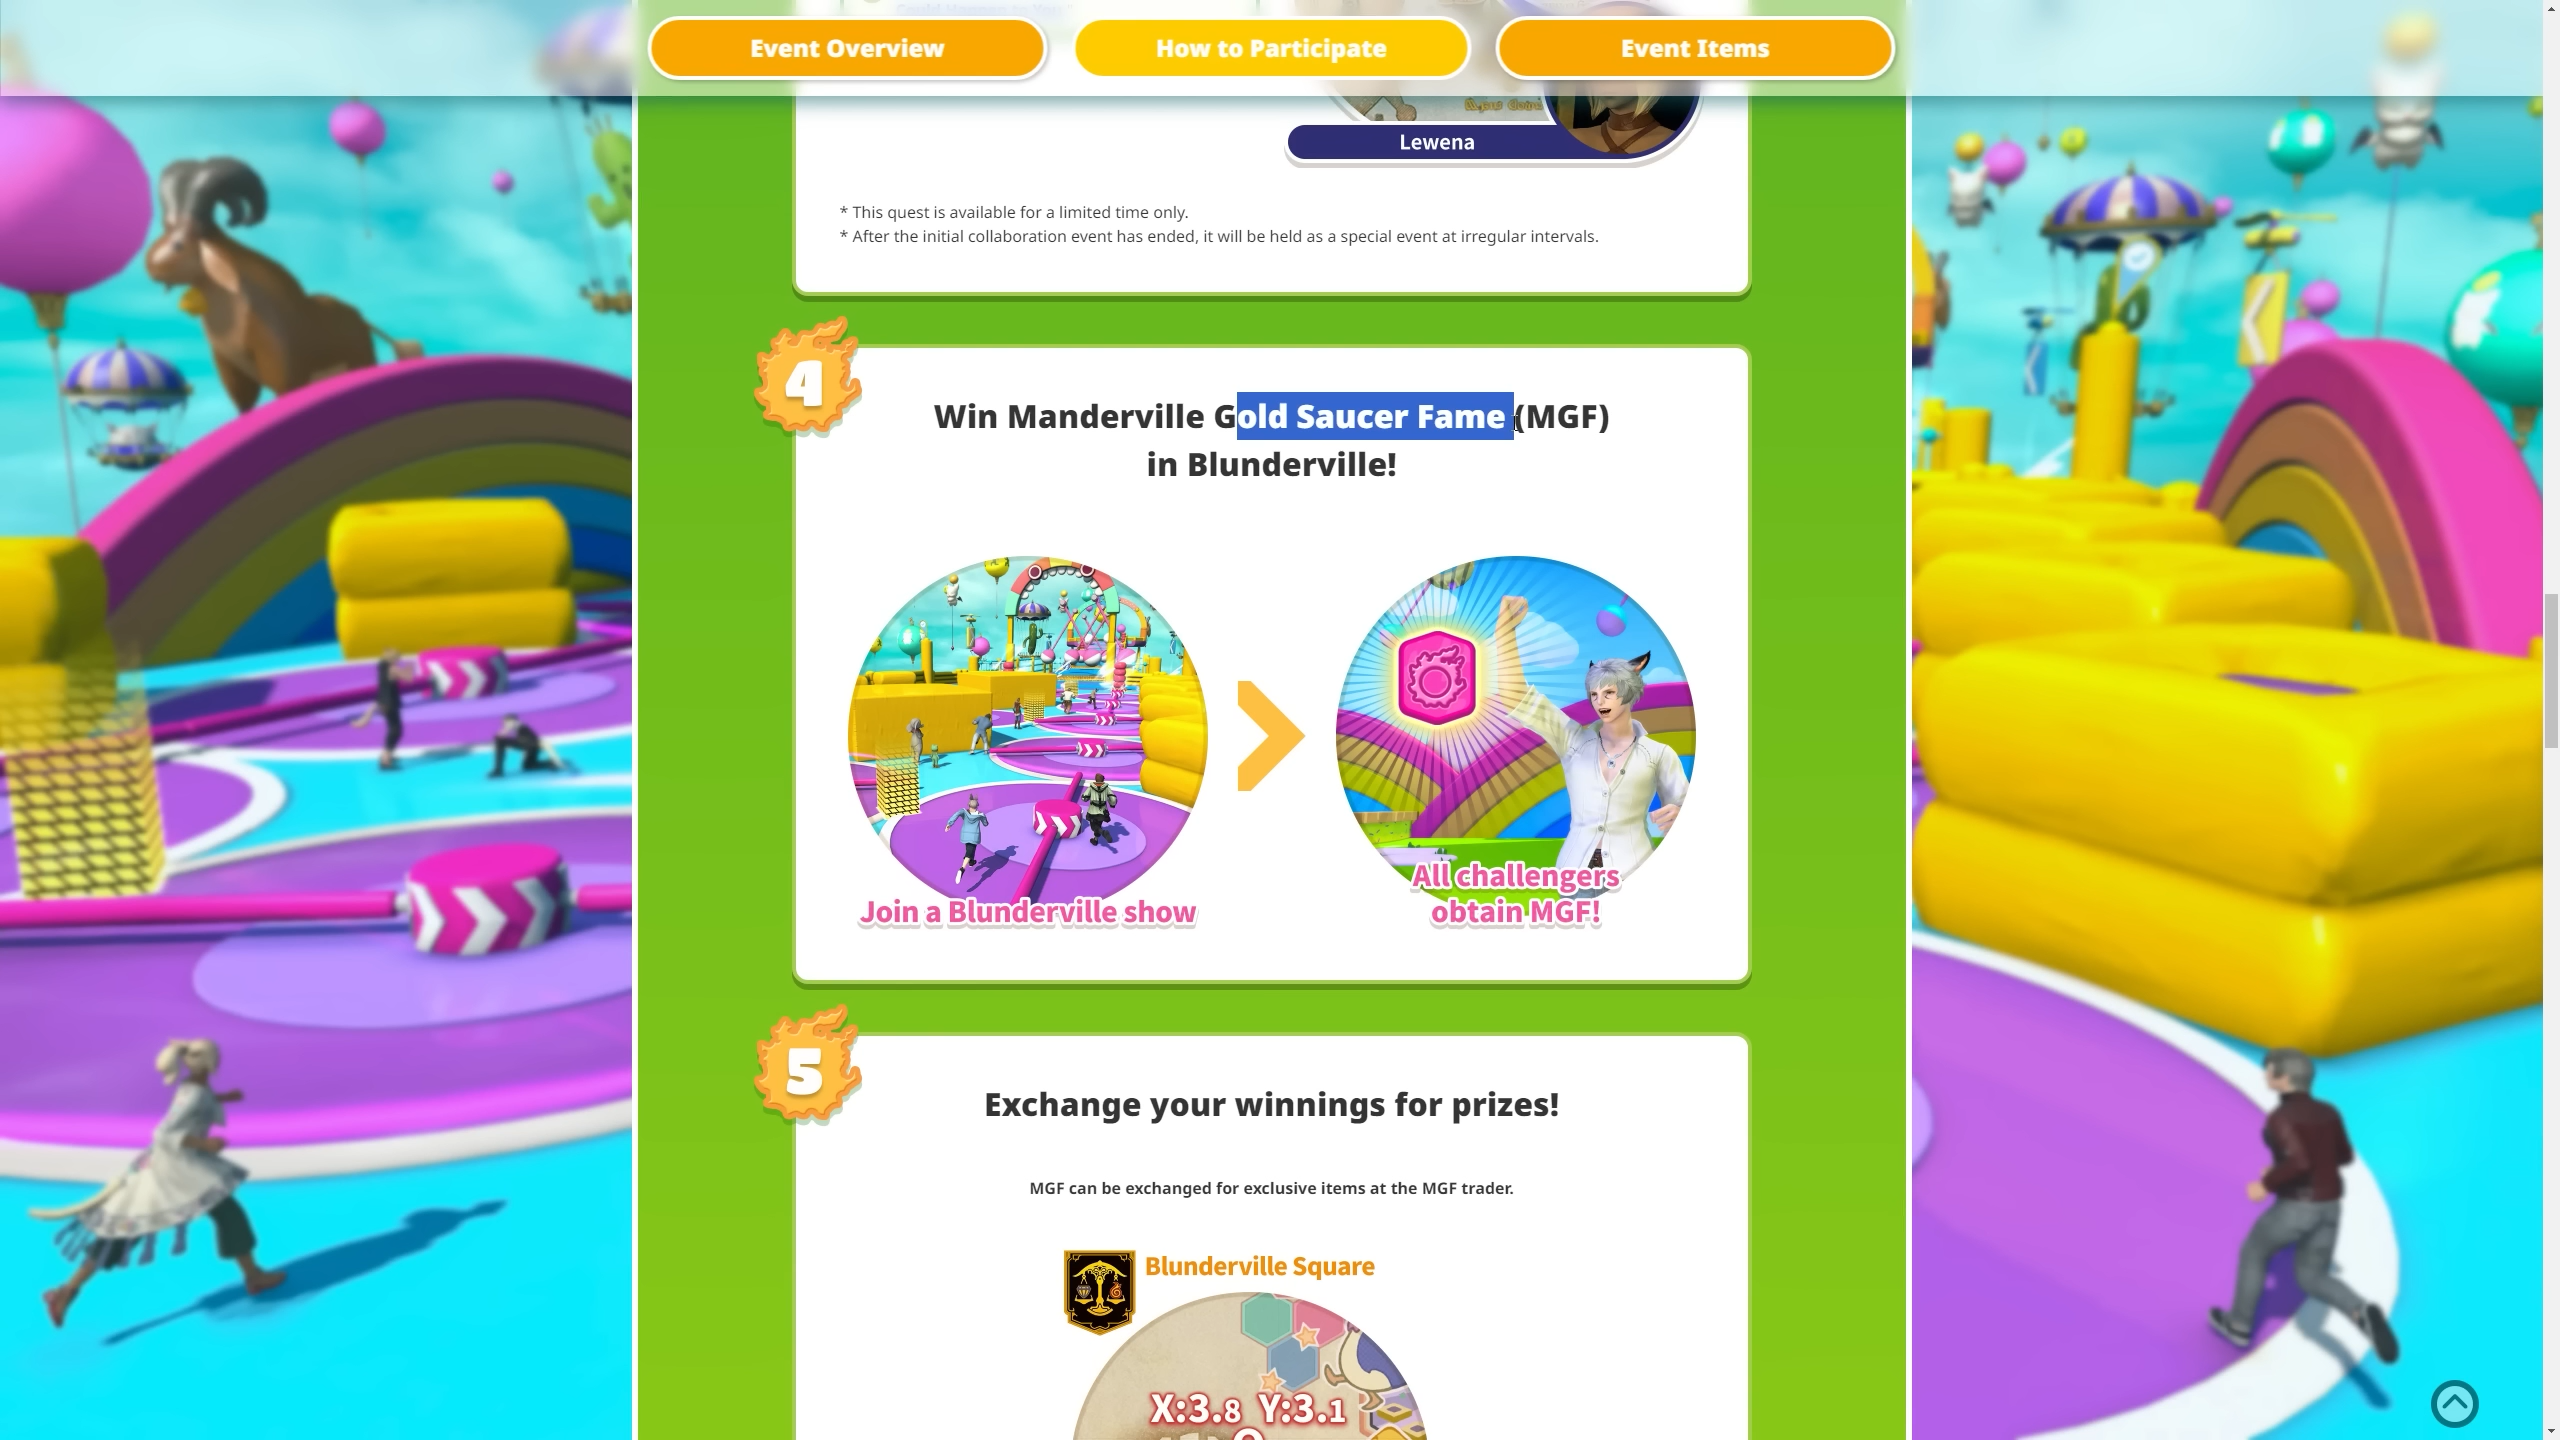 Event Overview
How to Participate
Event Items
Lewena
* This quest is available for a limited time only.
* After the initial collaboration event has ended, it will be held as a special event at irregular intervals.
4
Win Manderville Gold Saucer Fame (MGF)
in Blunderville!
Join a Blunderville show
All challengers
obtain MGF!
5
Exchange your winnings for prizes!
MGF can be exchanged for exclusive items at the MGF trader.
Blunderville Square
X:3.8 Y:3.1